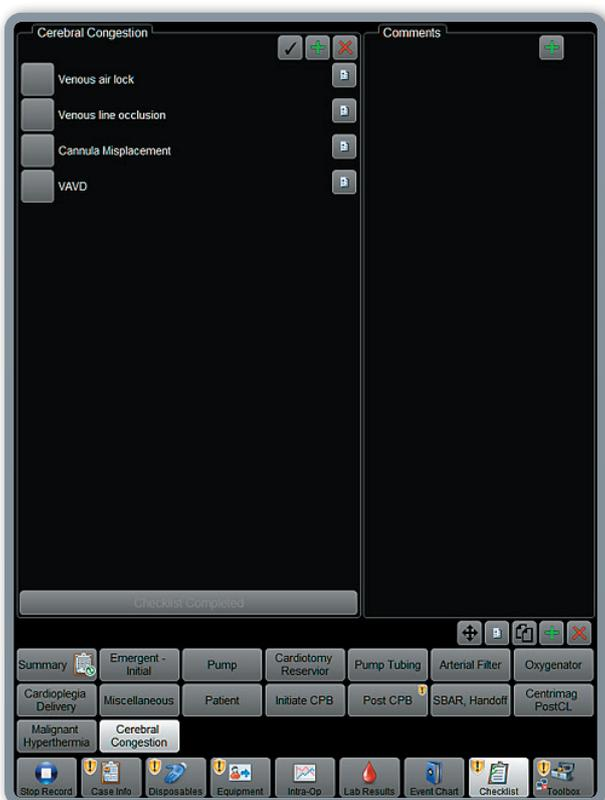 Cerebral Congestion
Comments
Venous air lock
Venous line occlusion
Cannula Misplacement
VAVD
Checklist Completed
Summary
Emergent -
Initial
Pump
Cardiotomy
Reservior
Pump Tubing
Arterial Filter
Oxygenator
Cardioplegia
Delivery
Miscellaneous
Patient
Initiate CPB
Post CPB
SBAR, Handoff
Centrimag
PostCL
Malignant
Hyperthermia
Cerebral
Congestion
Stop Record
Case Info
Disposables
Equipment
Intra-Op
Lab Results
Event Chart
Checklist
Toolbox